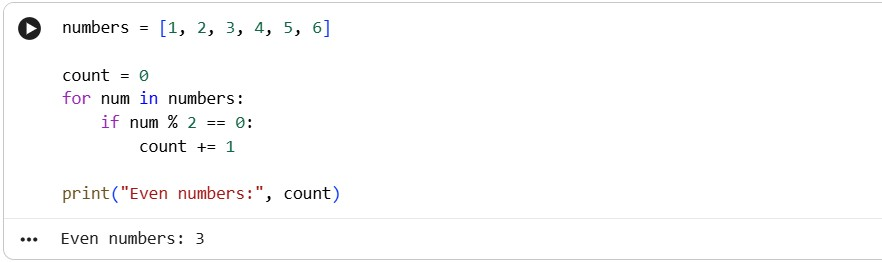 numbers = [1, 2, 3, 4, 5, 6]
count = 0
for num in numbers:
    if num % 2 == 0:
        count += 1
print("Even numbers:", count)
Even numbers: 3